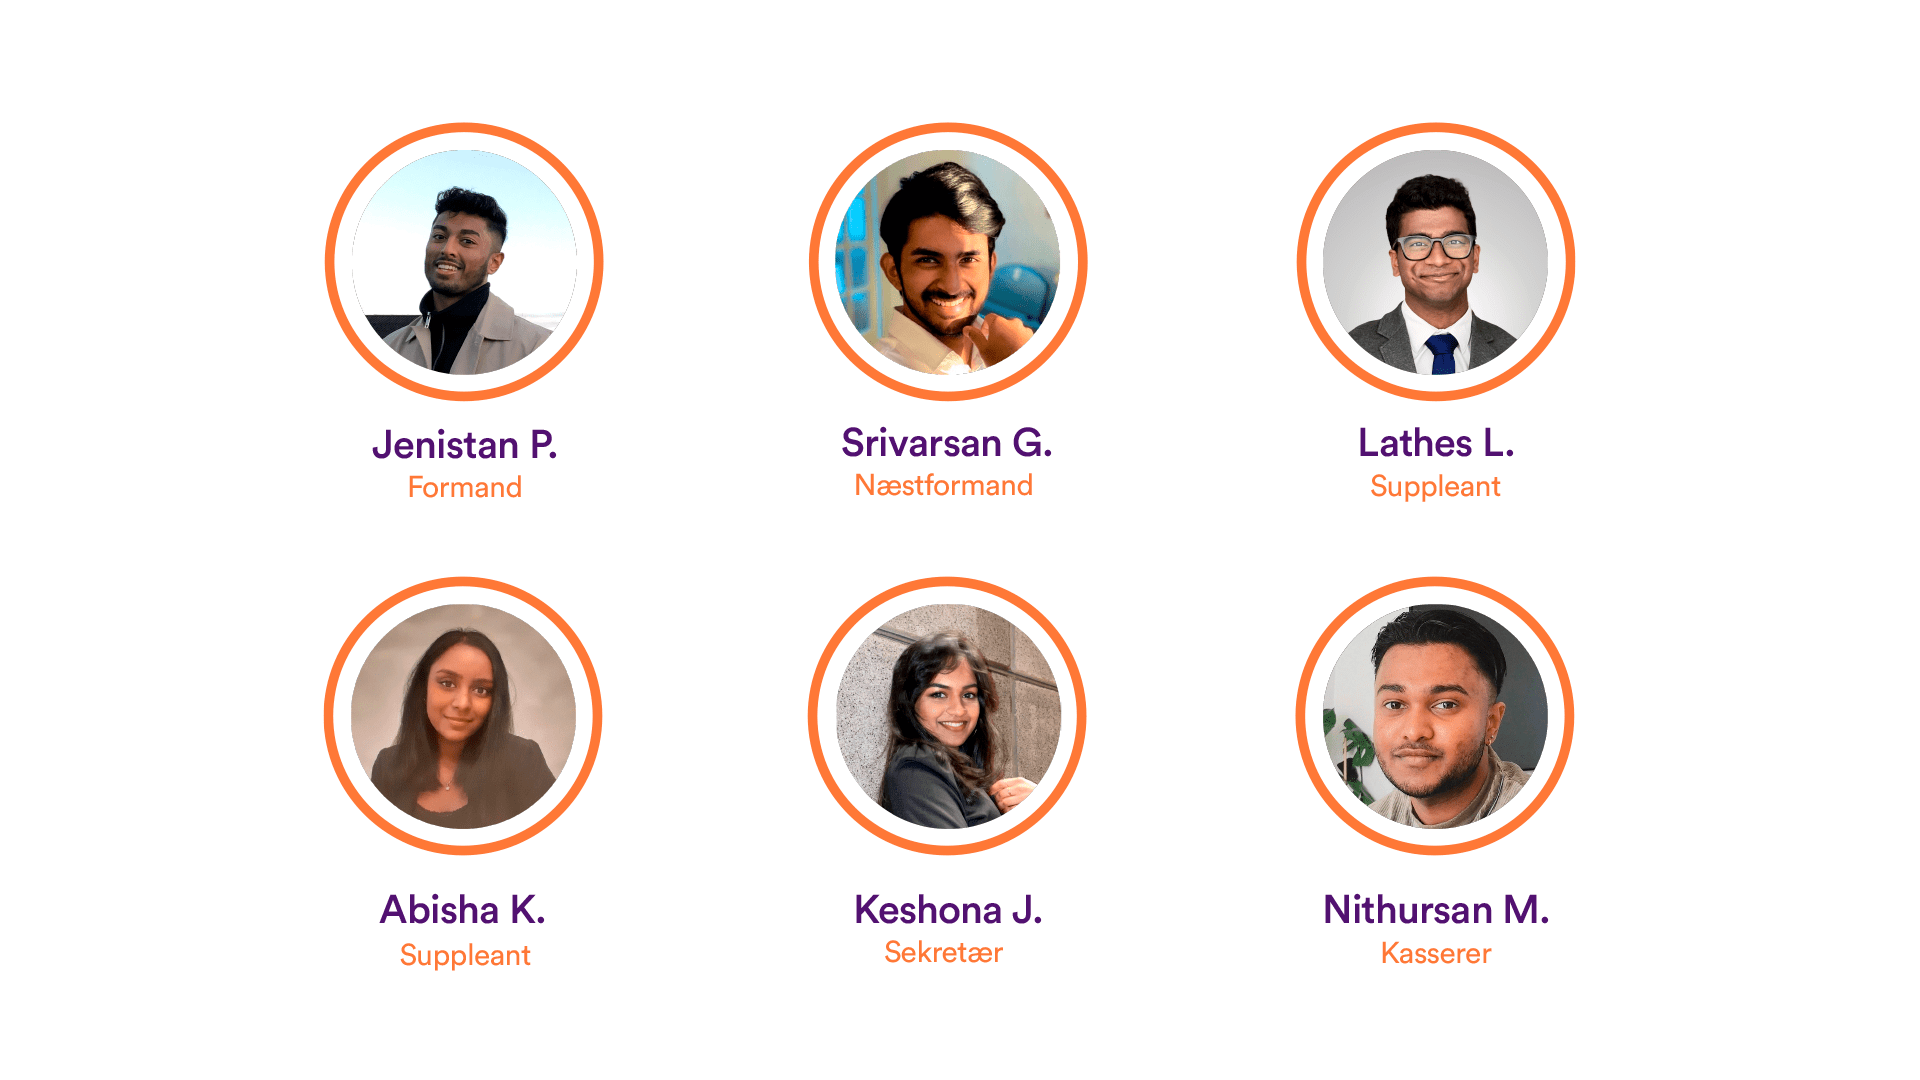 Jenistan P.
Formand
Srivarsan G.
Næstformand
Lathes L.
Suppleant
Abisha K.
Suppleant
Keshona J.
Sekretær
Nithursan M.
Kasserer